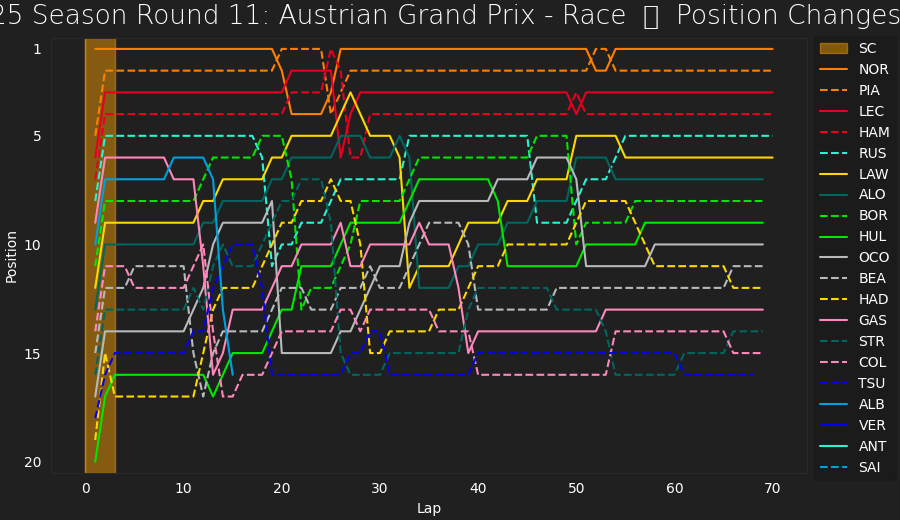 25 Season Round 11: Austrian Grand Prix - Race  Position Changes
1
5
10
15
20
Position
0 10 20 30 40 50 60 70
Lap
SC
NOR
PIA
LEC
HAM
RUS
LAW
ALO
BOR
HUL
OCO
BEA
HAD
GAS
STR
COL
TSU
ALB
VER
ANT
SAI